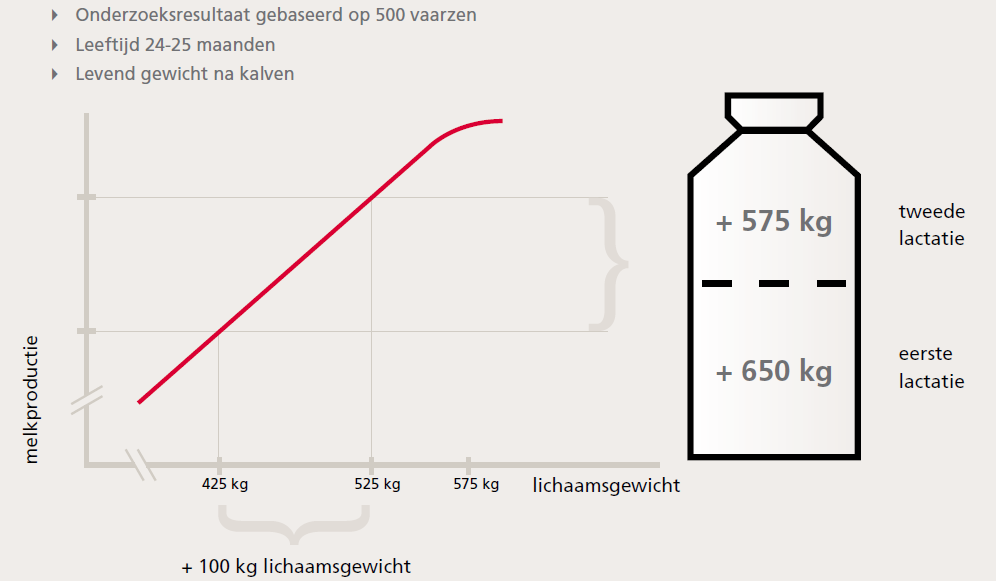 Onderzoeksresultaat gebaseerd op 500 vaarzen
Leeftijd 24-25 maanden
Levend gewicht na kalven
melkproductie
425 kg
525 kg
575 kg
lichaamsgewicht
+ 100 kg lichaamsgewicht
+ 575 kg
tweede
lactatie
+ 650 kg
eerste
lactatie